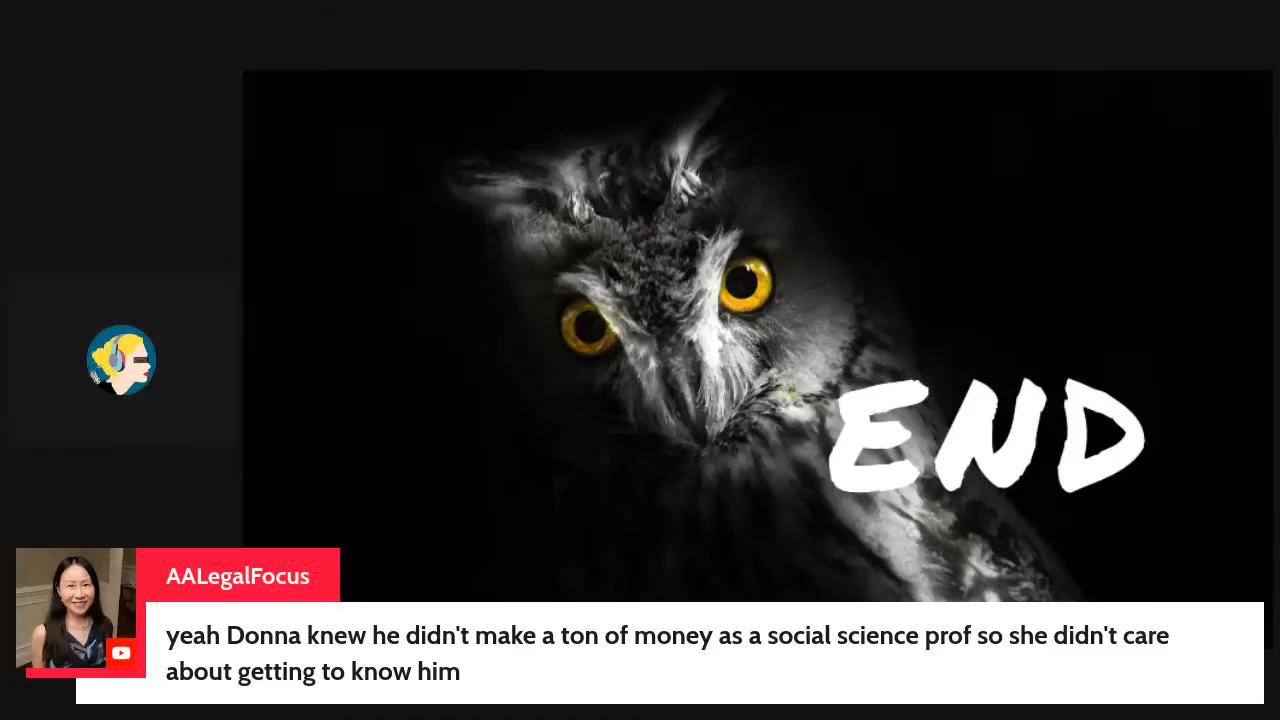 END
AALegalFocus
yeah Donna knew he didn't make a ton of money as a social science prof so she didn't care
about getting to know him